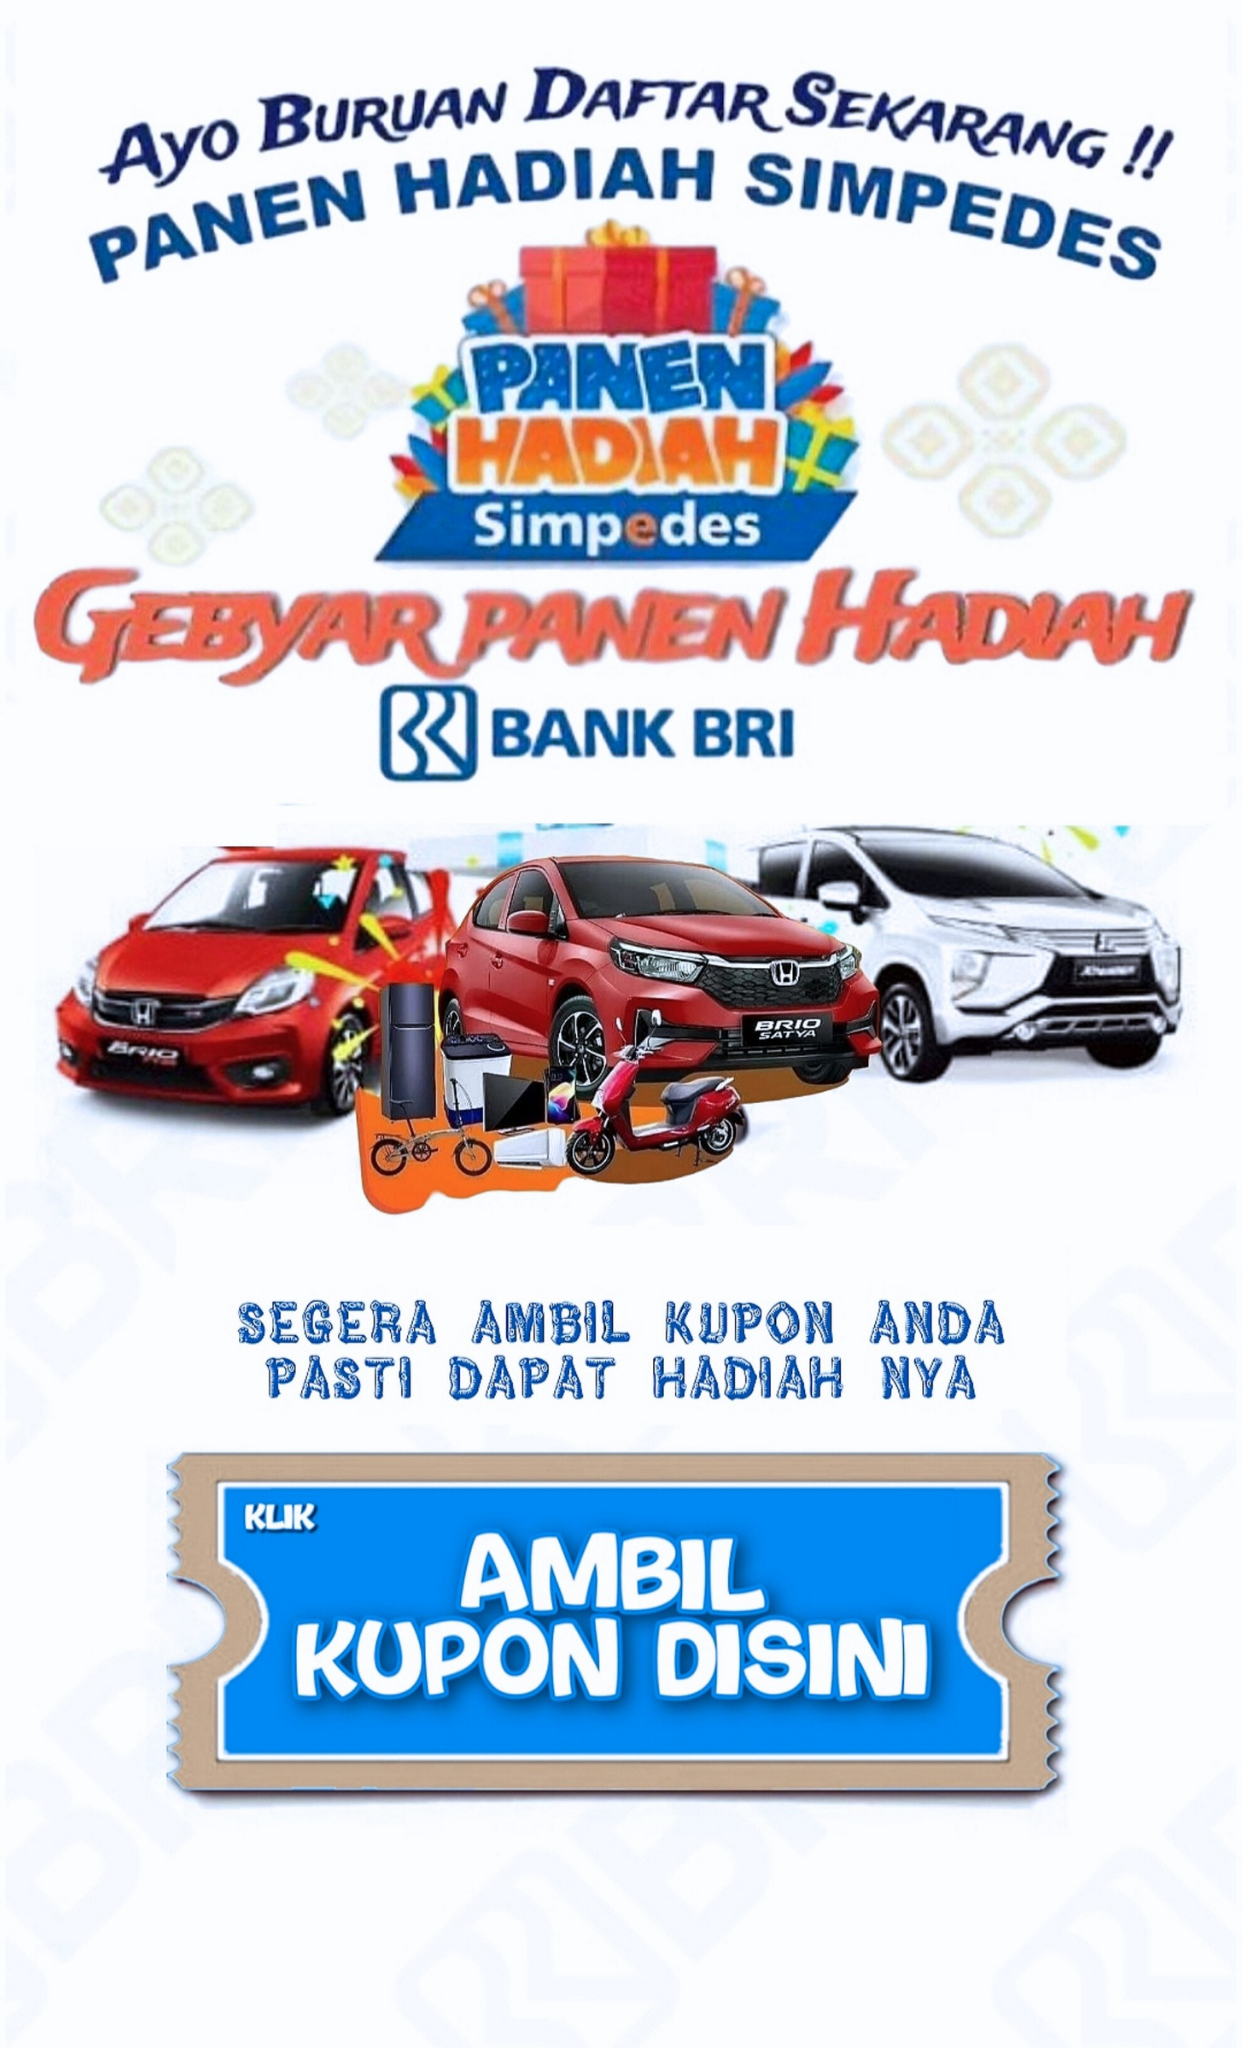 Ayo Buruan Daftar Sekarang !!
PANEN HADIAH SIMPEDES
PANEN
HADIAH
Simpedes
GEBYAR PANEN HADIAH
BANK BRI
BRIO
BRIO
SATYA
SEGERA AMBIL KUPON ANDA
PASTI DAPAT HADIAH NYA
KLIK
AMBIL
KUPON DISINI